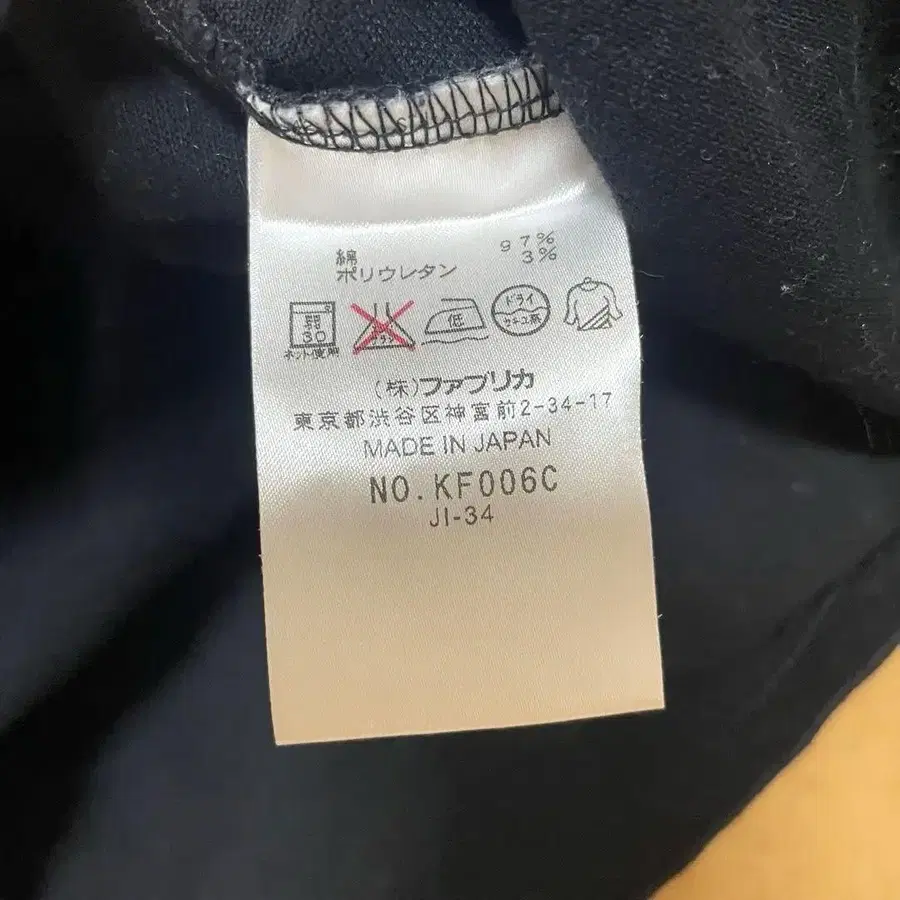 綿 97%
ポリウレタン 3%
30 低 ドライ
ネット使用
(株)ファブリカ
東京都渋谷区神宮前2-34-17
MADE IN JAPAN
NO. KF006C
JI-34